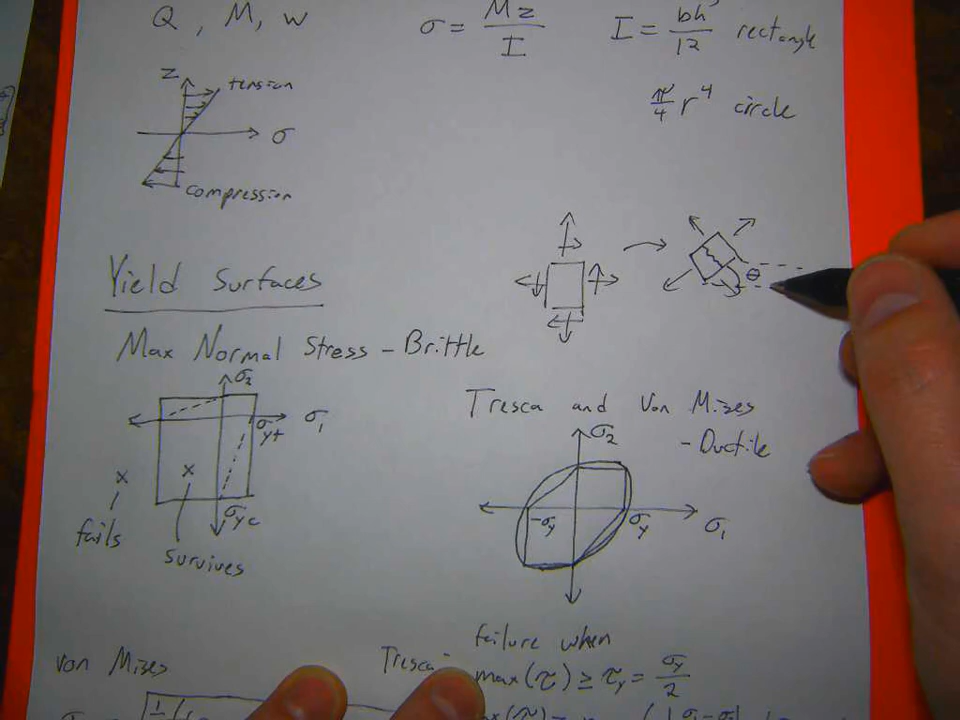 Q, M, w
σ = Mz / I
I = bh³ / 12 rectangle
π/4 r⁴ circle
z
tension
σ
compression
θ
Yield Surfaces
Max Normal Stress - Brittle
σ₂
σ₁
σyt
σyc
x
x
fails
survives
Tresca and Von Mises
- Ductile
σ₂
-σy
σy
σ₁
Von Mises
Tresca
failure when
max(τ) ≥ τy = σy / 2